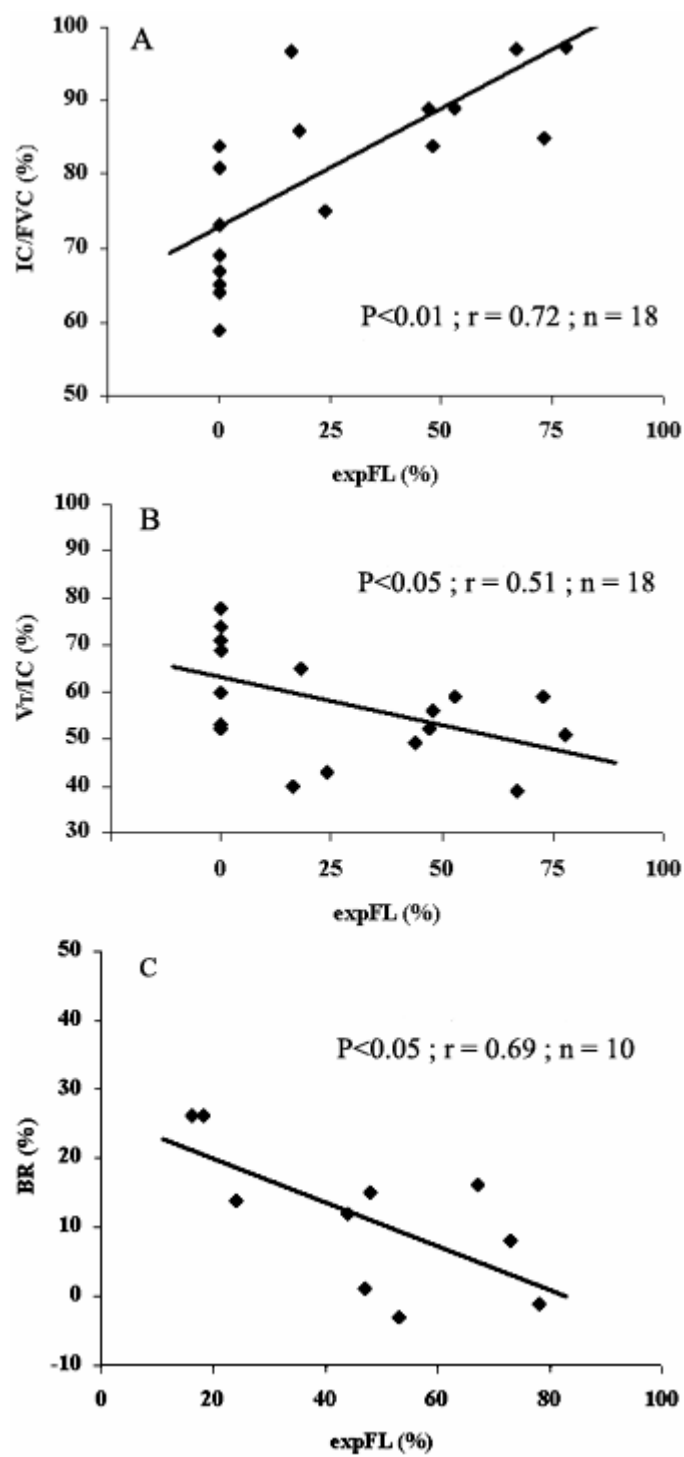 A
100
90
80
70
60
50
IC/FVC (%)
P<0.01 ; r = 0.72 ; n = 18
0 25 50 75 100
expFL (%)
B
100
90
80
70
60
50
40
30
VT/IC (%)
P<0.05 ; r = 0.51 ; n = 18
0 25 50 75 100
expFL (%)
C
50
40
30
20
10
0
-10
BR (%)
P<0.05 ; r = 0.69 ; n = 10
0 20 40 60 80 100
expFL (%)